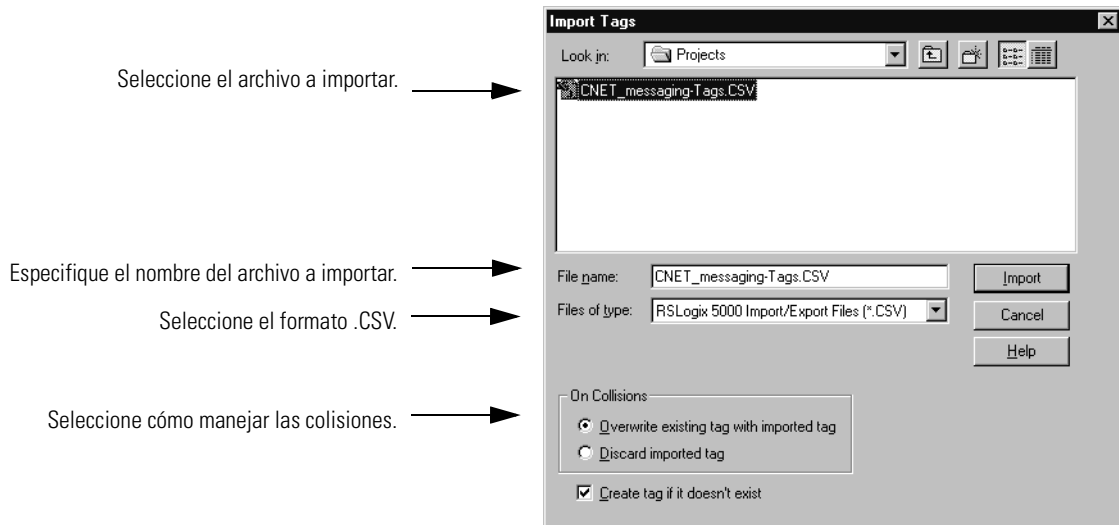 Import Tags
Look in: Projects
Seleccione el archivo a importar.
CNET_messaging-Tags.CSV
Especifique el nombre del archivo a importar.
File name: CNET_messaging-Tags.CSV Import
Seleccione el formato .CSV.
Files of type: RSLogix 5000 Import/Export Files (*.CSV) Cancel
Help
Seleccione cómo manejar las colisiones.
On Collisions
Overwrite existing tag with imported tag
Discard imported tag
Create tag if it doesn't exist